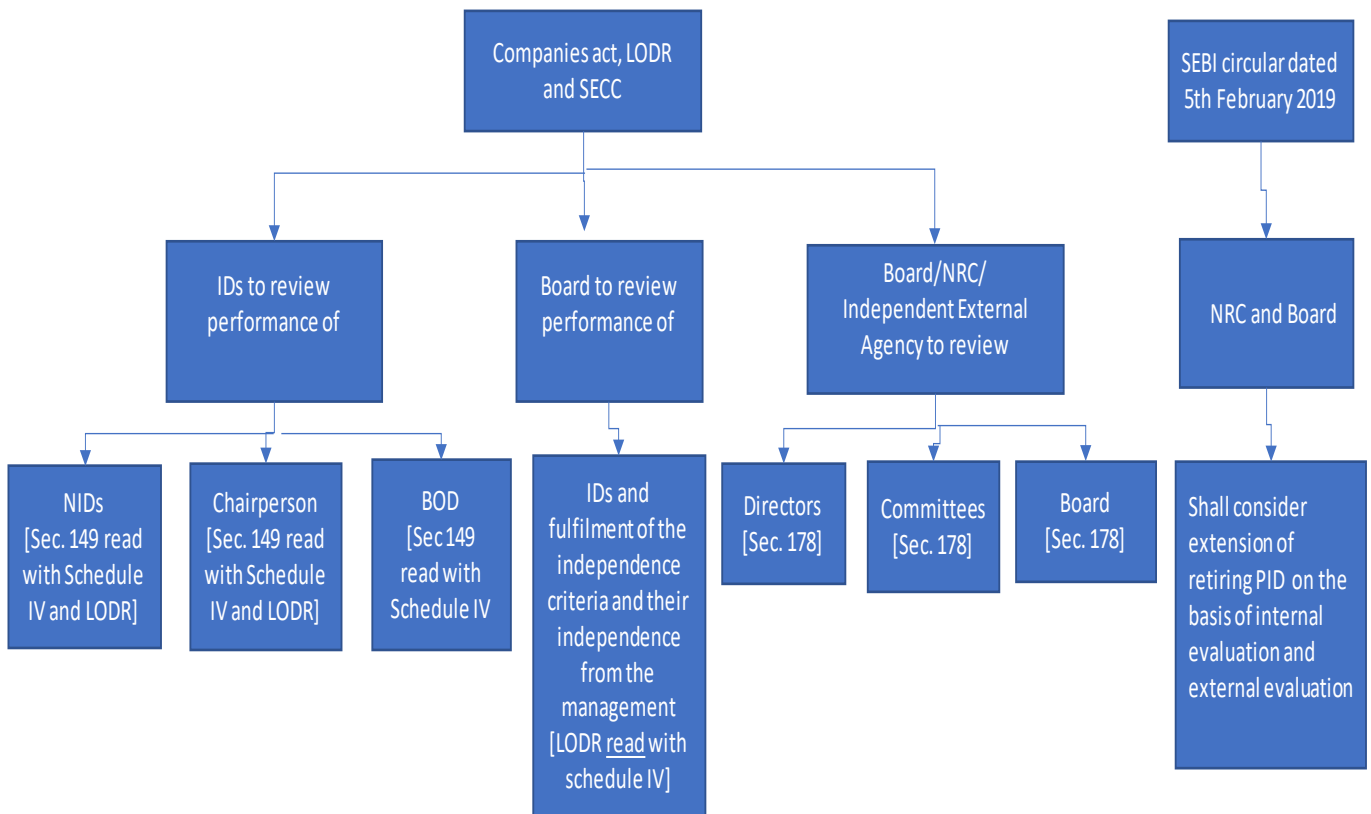 Companies act, LODR
and SECC
SEBI circular dated
5th February 2019
IDs to review
performance of
Board to review
performance of
Board/NRC/
Independent External
Agency to review
NRC and Board
NIDs
[Sec. 149 read
with Schedule
IV and LODR]
Chairperson
[Sec. 149 read
with Schedule
IV and LODR]
BOD
[Sec 149
read with
Schedule IV
IDs and
fulfilment of the
independence
criteria and their
independence
from the
management
[LODR read with
schedule IV]
Directors
[Sec. 178]
Committees
[Sec. 178]
Board
[Sec. 178]
Shall consider
extension of
retiring PID on the
basis of internal
evaluation and
external evaluation